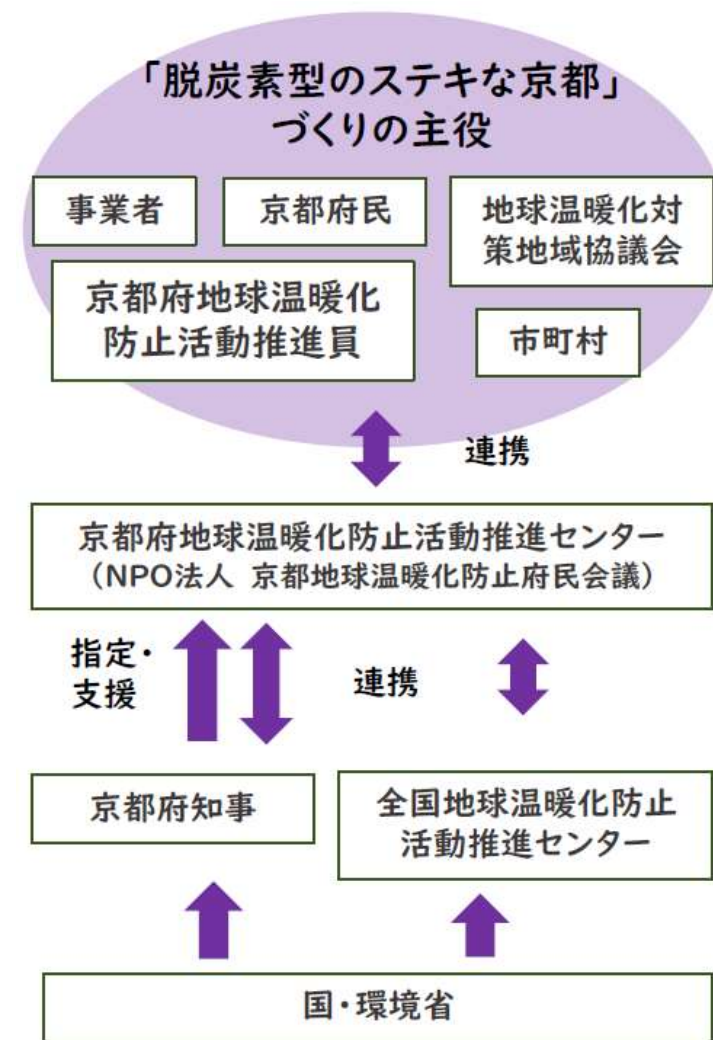 「脱炭素型のステキな京都」
づくりの主役
事業者
京都府民
地球温暖化対
策地域協議会
京都府地球温暖化
防止活動推進員
市町村
連携
京都府地球温暖化防止活動推進センター
(NPO法人 京都地球温暖化防止府民会議)
指定・
支援
連携
京都府知事
全国地球温暖化防止
活動推進センター
国・環境省